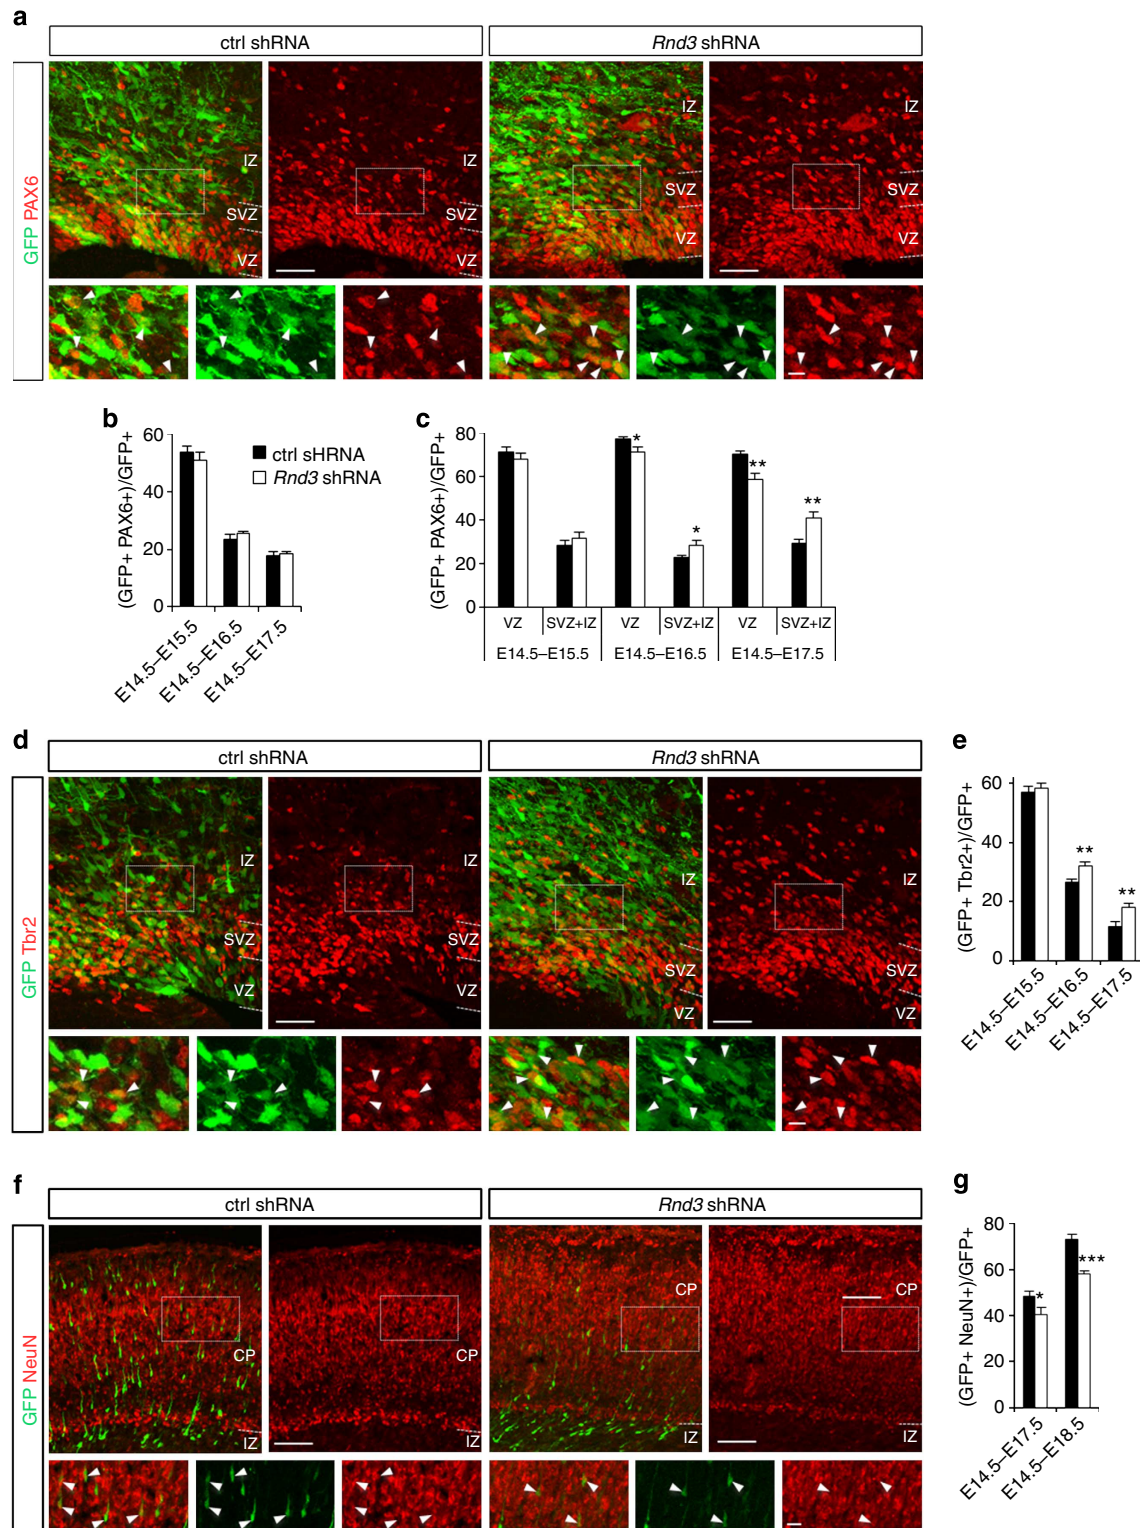 a
ctrl shRNA
Rnd3 shRNA
GFP PAX6
IZ
SVZ
VZ
IZ
SVZ
VZ
IZ
SVZ
VZ
IZ
SVZ
VZ
b
(GFP+ PAX6+)/GFP+
60
40
20
0
ctrl sHRNA
Rnd3 shRNA
E14.5–E15.5
E14.5–E16.5
E14.5–E17.5
c
(GFP+ PAX6+)/GFP+
80
60
40
20
0
*
*
**
**
VZ
SVZ+IZ
VZ
SVZ+IZ
VZ
SVZ+IZ
E14.5–E15.5
E14.5–E16.5
E14.5–E17.5
d
ctrl shRNA
Rnd3 shRNA
GFP Tbr2
IZ
SVZ
VZ
IZ
SVZ
VZ
IZ
SVZ
VZ
IZ
SVZ
VZ
e
(GFP+ Tbr2+)/GFP+
60
40
20
0
**
**
E14.5–E15.5
E14.5–E16.5
E14.5–E17.5
f
ctrl shRNA
Rnd3 shRNA
GFP NeuN
CP
IZ
CP
IZ
CP
IZ
CP
IZ
g
(GFP+ NeuN+)/GFP+
80
60
40
20
0
*
***
E14.5–E17.5
E14.5–E18.5